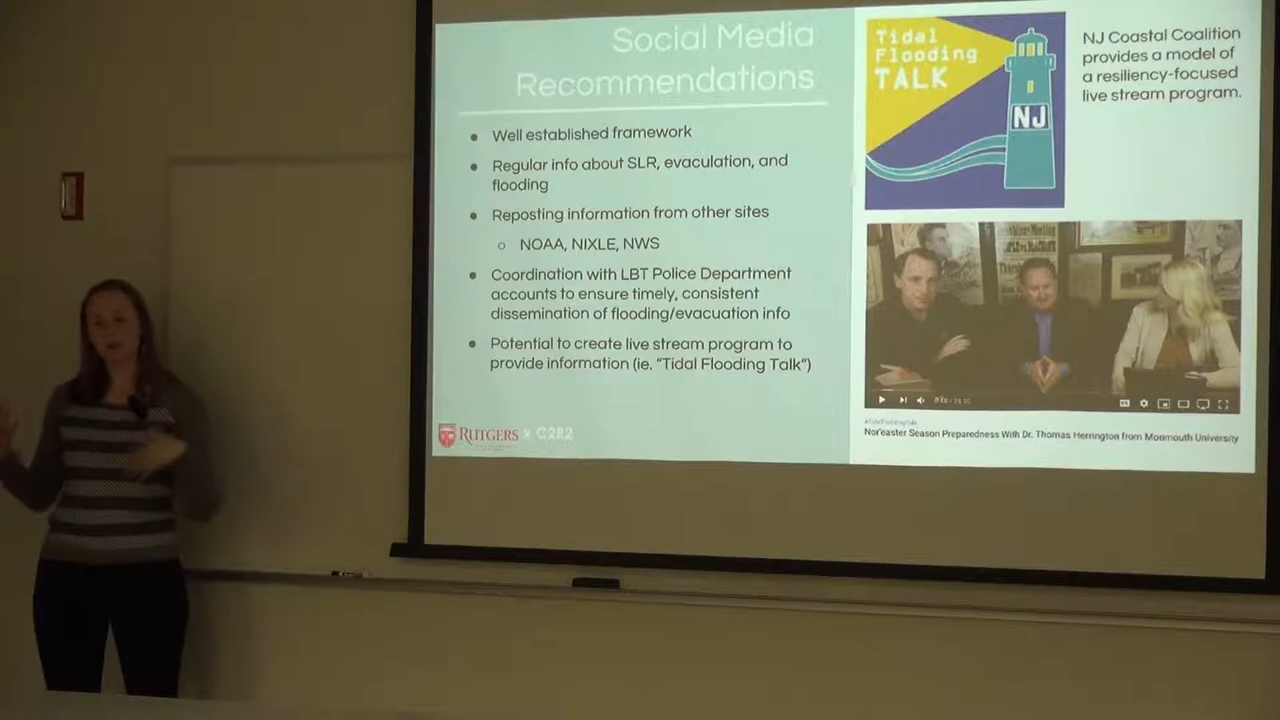 Social Media
Recommendations
● Well established framework
● Regular info about SLR, evaculation, and
flooding
● Reposting information from other sites
○ NOAA, NIXLE, NWS
● Coordination with LBT Police Department
accounts to ensure timely, consistent
dissemination of flooding/evacuation info
● Potential to create live stream program to
provide information (ie. “Tidal Flooding Talk”)
RUTGERS × C2R2
Tidal
Flooding
TALK
NJ
NJ Coastal Coalition
provides a model of
a resiliency-focused
live stream program.
Nor'easter Season Preparedness With Dr. Thomas Herrington from Monmouth University